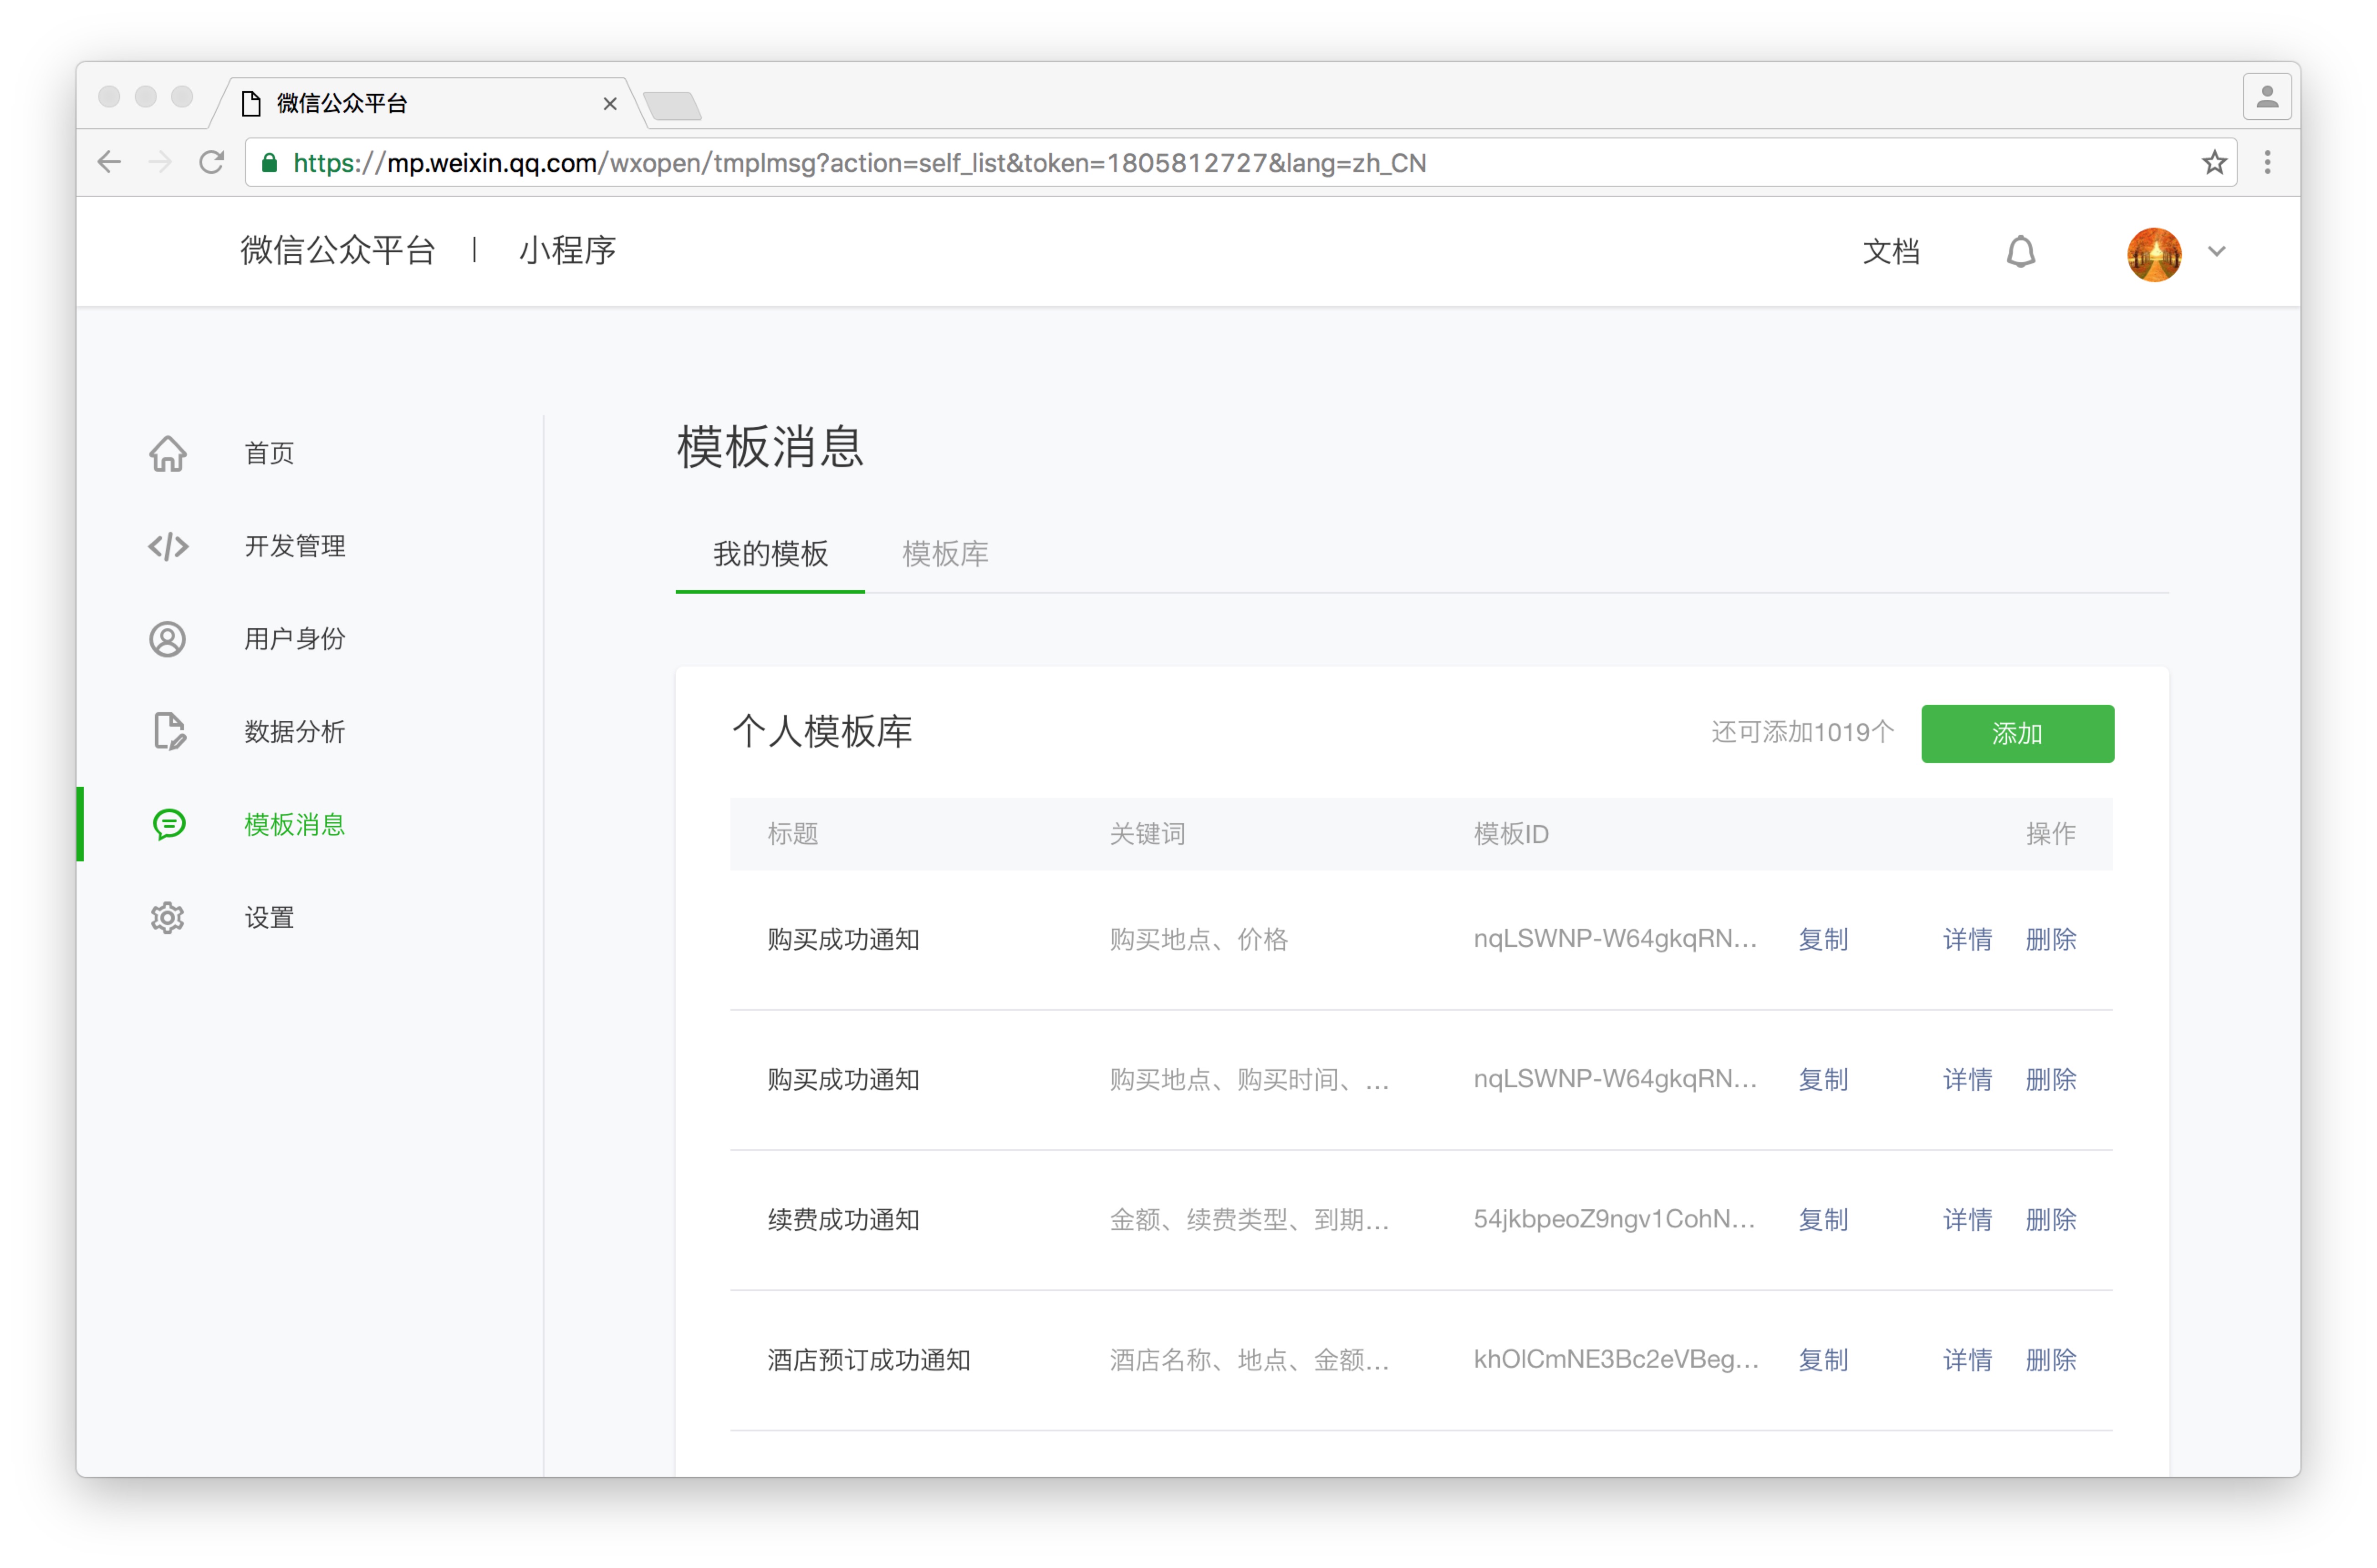 微信公众平台
https://mp.weixin.qq.com/wxopen/tmplmsg?action=self_list&token=1805812727&lang=zh_CN
微信公众平台 | 小程序 文档
首页
开发管理
用户身份
数据分析
模板消息
设置
模板消息
我的模板 模板库
个人模板库 还可添加1019个 添加
标题 关键词 模板ID 操作
购买成功通知 购买地点、价格 nqLSWNP-W64gkqRN... 复制 详情 删除
购买成功通知 购买地点、购买时间、... nqLSWNP-W64gkqRN... 复制 详情 删除
续费成功通知 金额、续费类型、到期... 54jkbpeoZ9ngv1CohN... 复制 详情 删除
酒店预订成功通知 酒店名称、地点、金额... khOlCmNE3Bc2eVBeg... 复制 详情 删除